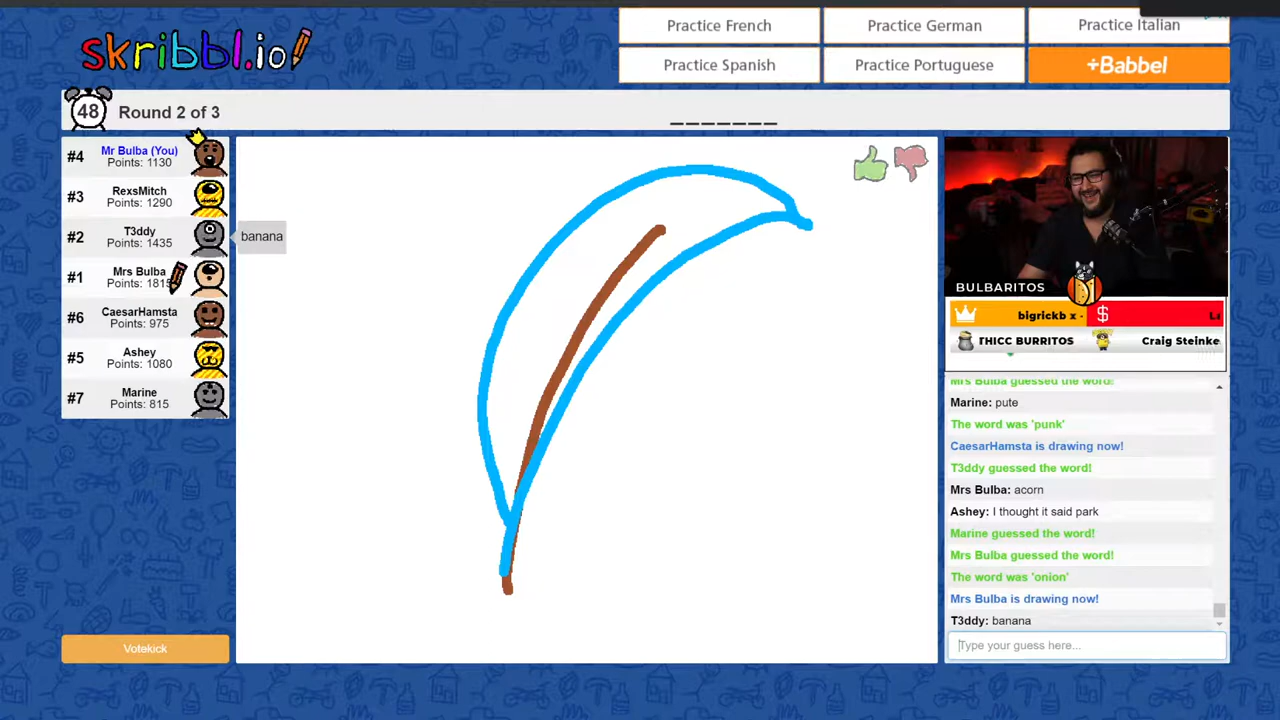 Practice French
Practice German
Practice Italian
Practice Spanish
Practice Portuguese
+Babbel
skribbl.io
48
Round 2 of 3
_______
#4
Mr Bulba (You)
Points: 1130
#3
RexsMitch
Points: 1290
#2
T3ddy
Points: 1435
banana
#1
Mrs Bulba
Points: 1815
#6
CaesarHamsta
Points: 975
#5
Ashey
Points: 1080
#7
Marine
Points: 815
Votekick
BULBARITOS
bigrickb x -
$
THICC BURRITOS
Craig Steinke
Mrs Bulba guessed the word!
Marine: pute
The word was 'punk'
CaesarHamsta is drawing now!
T3ddy guessed the word!
Mrs Bulba: acorn
Ashey: I thought it said park
Marine guessed the word!
Mrs Bulba guessed the word!
The word was 'onion'
Mrs Bulba is drawing now!
T3ddy: banana
Type your guess here...